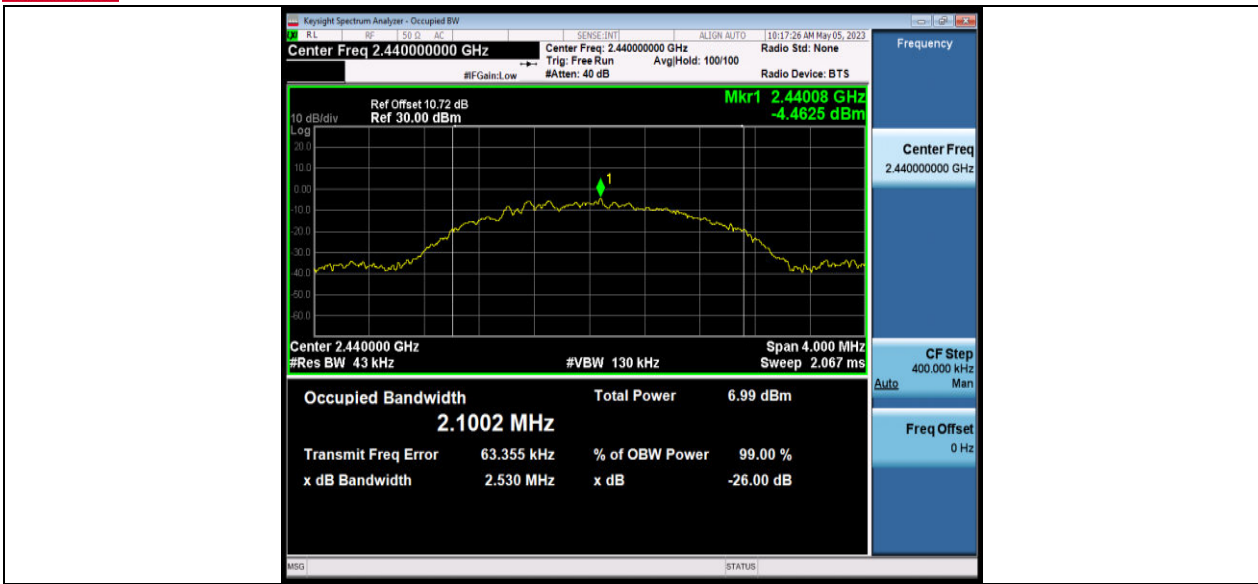 Keysight Spectrum Analyzer - Occupied BW
RL RF 50 Ω AC SENSE:INT ALIGN AUTO 10:17:26 AM May 05, 2023
Center Freq 2.440000000 GHz
Center Freq: 2.440000000 GHz Radio Std: None
Trig: Free Run Avg|Hold: 100/100
#IFGain:Low #Atten: 40 dB Radio Device: BTS
Ref Offset 10.72 dB
10 dB/div Ref 30.00 dBm
Mkr1 2.44008 GHz
-4.4625 dBm
Log
20.0
10.0
0.00
-10.0
-20.0
-30.0
-40.0
-50.0
-60.0
1
Center 2.440000 GHz Span 4.000 MHz
#Res BW 43 kHz #VBW 130 kHz Sweep 2.067 ms
Occupied Bandwidth Total Power 6.99 dBm
2.1002 MHz
Transmit Freq Error 63.355 kHz % of OBW Power 99.00 %
x dB Bandwidth 2.530 MHz x dB -26.00 dB
MSG STATUS
Frequency
Center Freq
2.440000000 GHz
CF Step
400.000 kHz
Auto Man
Freq Offset
0 Hz